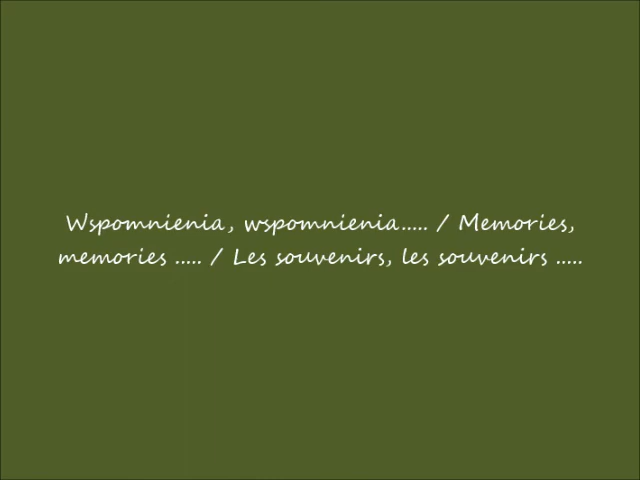 Wspomnienia, wspomnienia..... / Memories,
memories ..... / Les souvenirs, les souvenirs .....